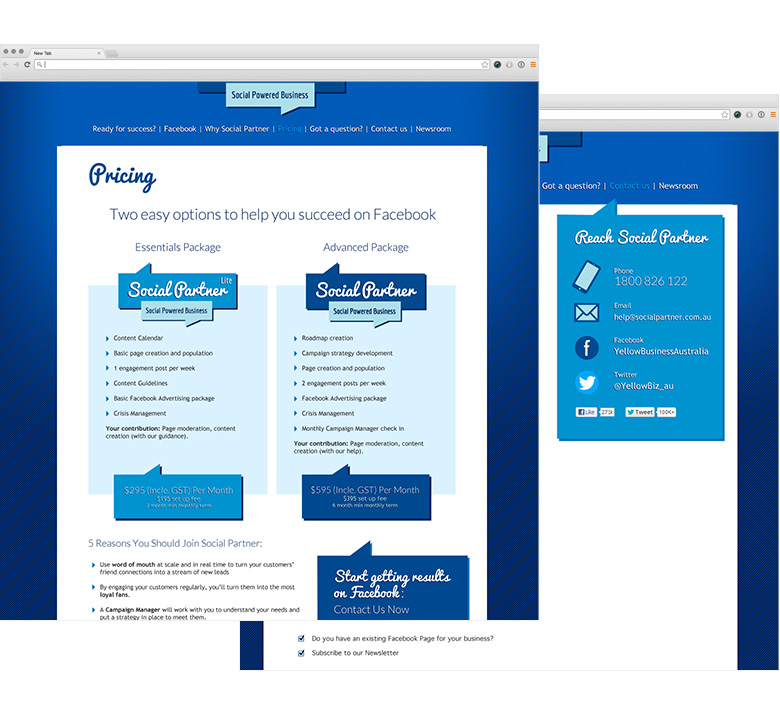 New Tab
Social Powered Business
Ready for success? | Facebook | Why Social Partner | Pricing | Got a question? | Contact us | Newsroom
Pricing
Two easy options to help you succeed on Facebook
Essentials Package
Social Partner Lite
Social Powered Business
Content Calendar
Basic page creation and population
1 engagement post per week
Content Guidelines
Basic Facebook Advertising package
Crisis Management
Your contribution: Page moderation, content
creation (with our guidance).
$295 (Incle. GST) Per Month
$195 set up fee
3 month min monthly term
Advanced Package
Social Partner
Social Powered Business
Roadmap creation
Campaign strategy development
Page creation and population
2 engagement posts per week
Facebook Advertising package
Crisis Management
Monthly Campaign Manager check in
Your contribution: Page moderation, content
creation (with our help).
$595 (Incle. GST) Per Month
$395 set up fee
6 month min monthly term
5 Reasons You Should Join Social Partner:
Use word of mouth at scale and in real time to turn your customers'
friend connections into a stream of new leads
By engaging your customers regularly, you'll turn them into the most
loyal fans.
A Campaign Manager will work with you to understand your needs and
put a strategy in place to meet them.
Start getting results
on Facebook:
Contact Us Now
Got a question? | Contact us | Newsroom
Reach Social Partner
Phone
1800 826 122
Email
help@socialpartner.com.au
Facebook
YellowBusinessAustralia
Twitter
@YellowBiz_au
Like 271k Tweet 100K+
Do you have an existing Facebook Page for your business?
Subscribe to our Newsletter